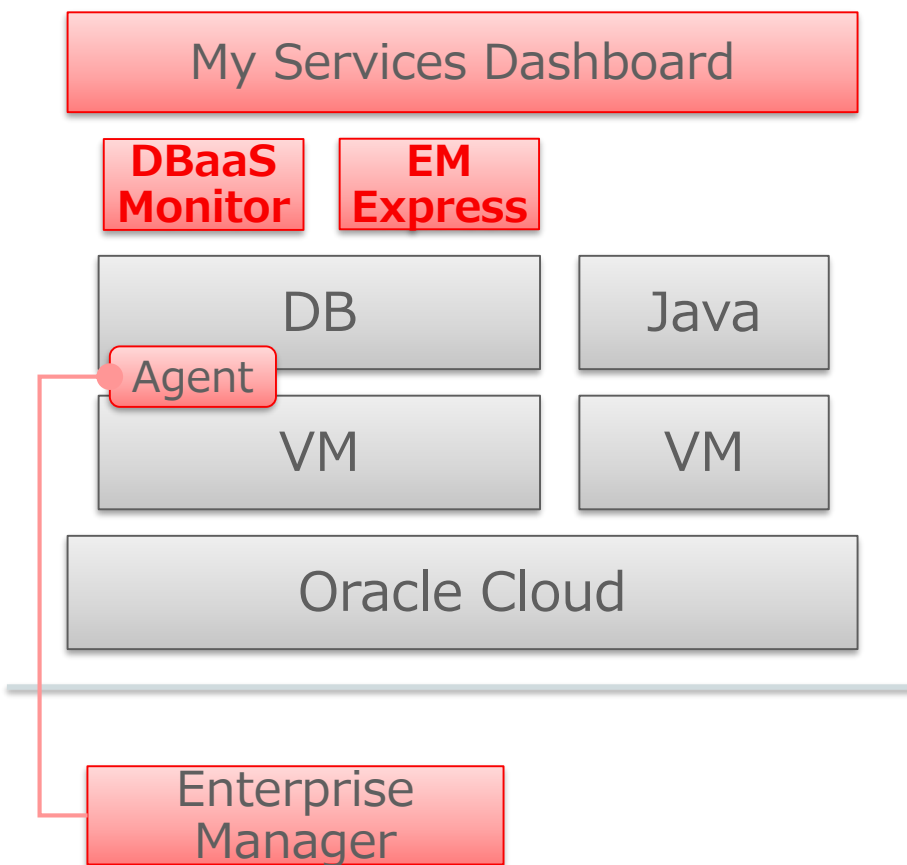 My Services Dashboard
DBaaS
Monitor
EM
Express
DB
Java
Agent
VM
VM
Oracle Cloud
Enterprise
Manager